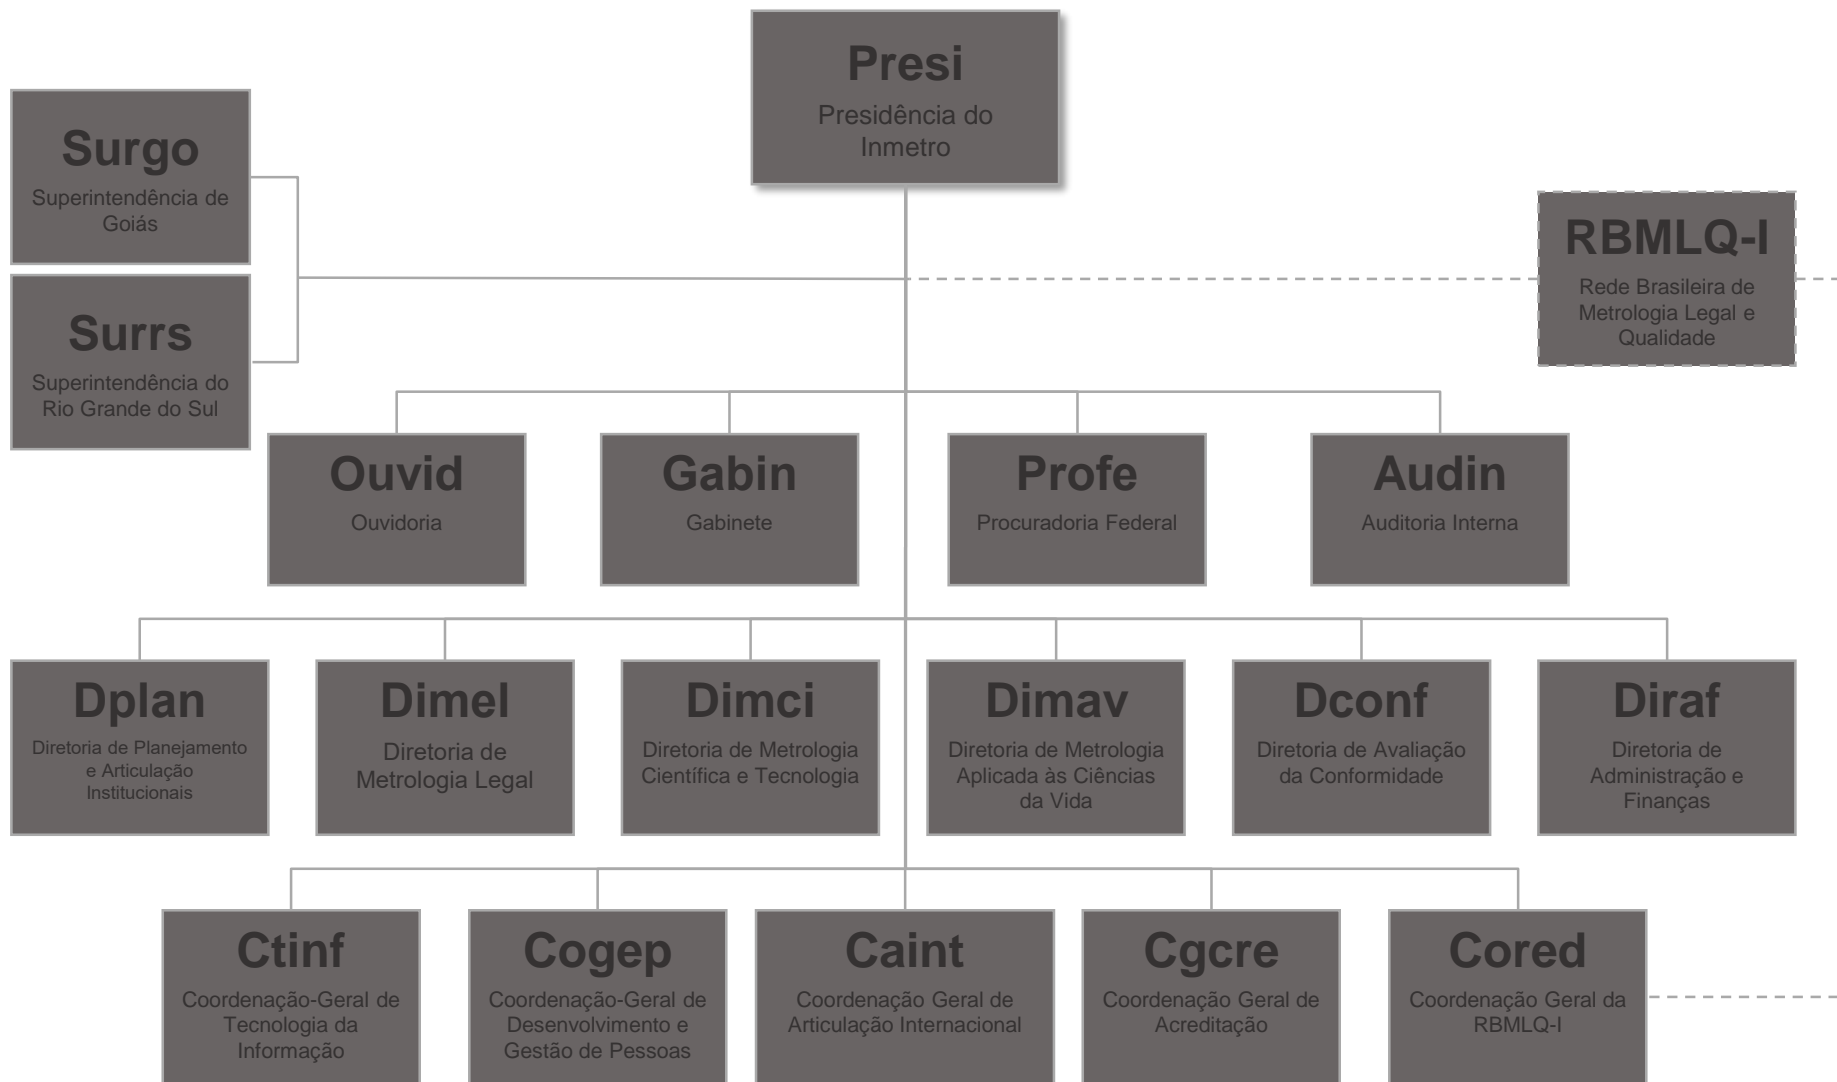 Presi
Presidência do
Inmetro
Surgo
Superintendência de
Goiás
RBMLQ-I
Rede Brasileira de
Metrologia Legal e
Qualidade
Surrs
Superintendência do
Rio Grande do Sul
Ouvid
Ouvidoria
Gabin
Gabinete
Profe
Procuradoria Federal
Audin
Auditoria Interna
Dplan
Diretoria de Planejamento
e Articulação
Institucionais
Dimel
Diretoria de
Metrologia Legal
Dimci
Diretoria de Metrologia
Científica e Tecnologia
Dimav
Diretoria de Metrologia
Aplicada às Ciências
da Vida
Dconf
Diretoria de Avaliação
da Conformidade
Diraf
Diretoria de
Administração e
Finanças
Ctinf
Coordenação-Geral de
Tecnologia da
Informação
Cogep
Coordenação-Geral de
Desenvolvimento e
Gestão de Pessoas
Caint
Coordenação Geral de
Articulação Internacional
Cgcre
Coordenação Geral de
Acreditação
Cored
Coordenação Geral da
RBMLQ-I